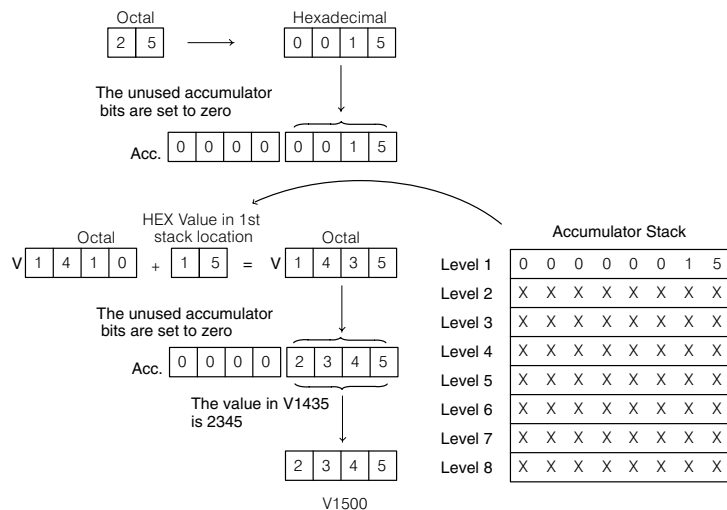 Octal Hexadecimal
2 5 0 0 1 5
The unused accumulator
bits are set to zero
Acc. 0 0 0 0 0 0 1 5
HEX Value in 1st
Octal stack location Octal
V 1 4 1 0 + 1 5 = V 1 4 3 5
The unused accumulator
bits are set to zero
Acc. 0 0 0 0 2 3 4 5
The value in V1435
is 2345
2 3 4 5
V1500
Accumulator Stack
Level 1 0 0 0 0 0 0 1 5
Level 2 X X X X X X X X
Level 3 X X X X X X X X
Level 4 X X X X X X X X
Level 5 X X X X X X X X
Level 6 X X X X X X X X
Level 7 X X X X X X X X
Level 8 X X X X X X X X